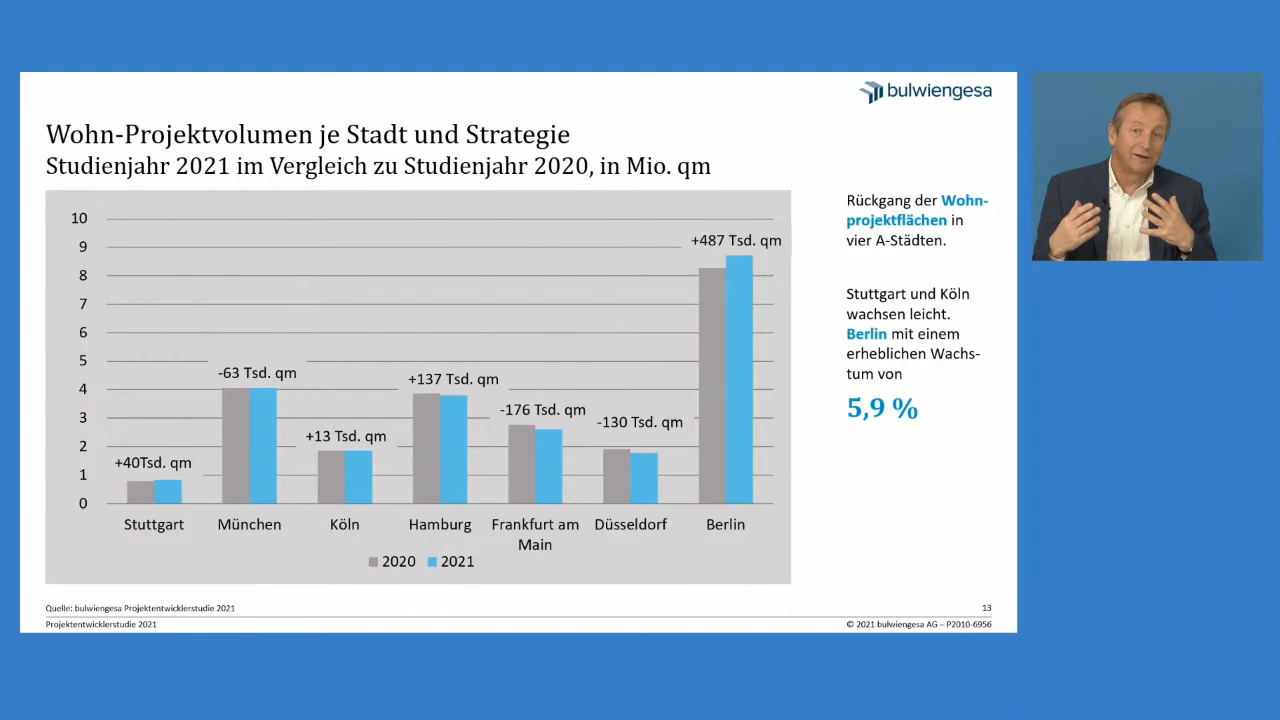 bulwiengesa
Wohn-Projektvolumen je Stadt und Strategie
Studienjahr 2021 im Vergleich zu Studienjahr 2020, in Mio. qm
10
9
8
7
6
5
4
3
2
1
0
+40Tsd. qm
-63 Tsd. qm
+13 Tsd. qm
+137 Tsd. qm
-176 Tsd. qm
-130 Tsd. qm
+487 Tsd. qm
Stuttgart
München
Köln
Hamburg
Frankfurt am
Main
Düsseldorf
Berlin
2020
2021
Rückgang der Wohn-
projektflächen in
vier A-Städten.
Stuttgart und Köln
wachsen leicht.
Berlin mit einem
erheblichen Wachs-
tum von
5,9 %
Quelle: bulwiengesa Projektentwicklerstudie 2021
13
Projektentwicklerstudie 2021
© 2021 bulwiengesa AG – P2010-6956